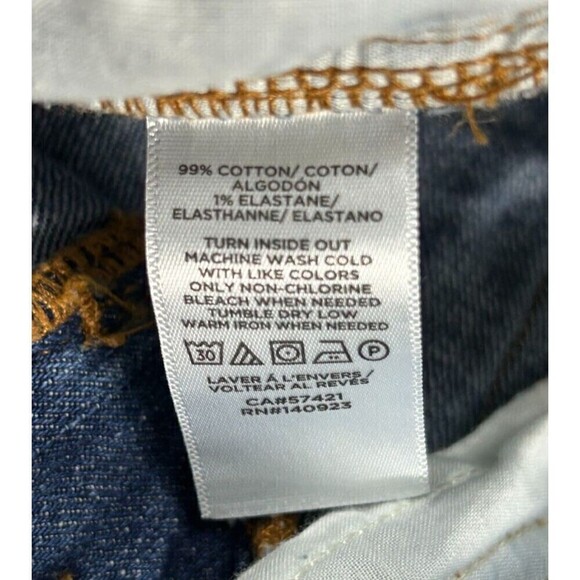 99% COTTON/ COTON/
ALGODÓN
1% ELASTANE/
ELASTHANNE/ ELASTANO
TURN INSIDE OUT
MACHINE WASH COLD
WITH LIKE COLORS
ONLY NON-CHLORINE
BLEACH WHEN NEEDED
TUMBLE DRY LOW
WARM IRON WHEN NEEDED
30 P
LAVER Á L'ENVERS/
VOLTEAR AL REVÉS
CA#57421
RN#140923